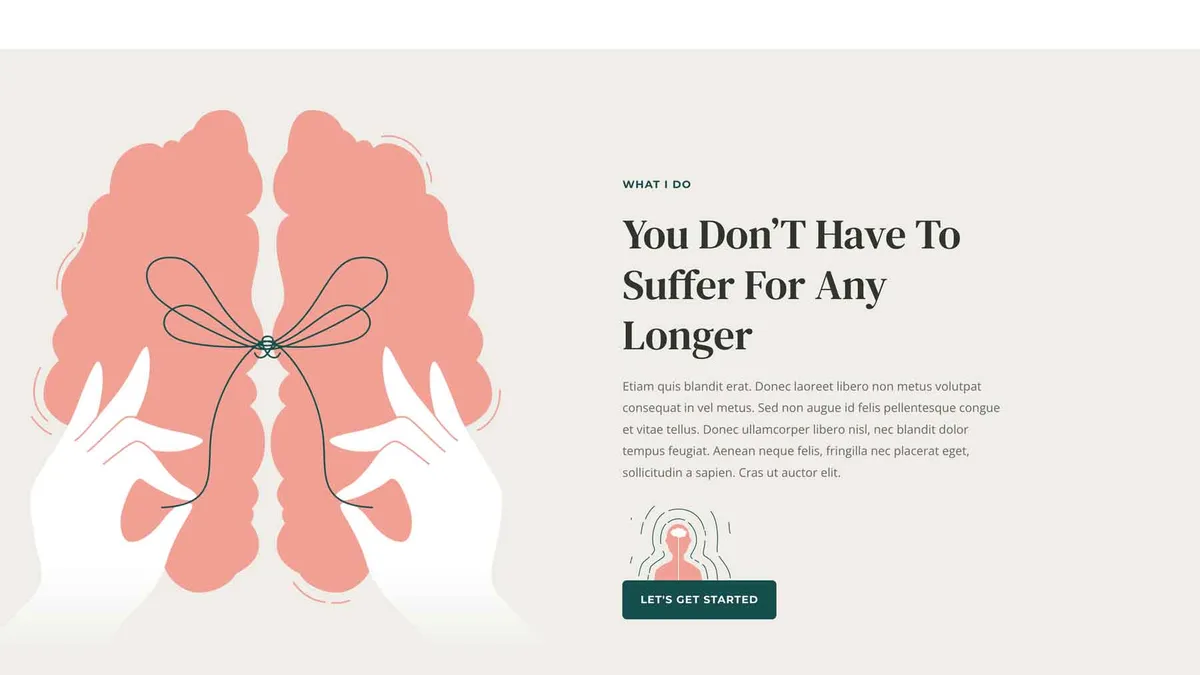 WHAT I DO
You Don’T Have To
Suffer For Any
Longer
Etiam quis blandit erat. Donec laoreet libero non metus volutpat
consequat in vel metus. Sed non augue id felis pellentesque congue
et vitae tellus. Donec ullamcorper libero nisl, nec blandit dolor
tempus feugiat. Aenean neque felis, fringilla nec placerat eget,
sollicitudin a sapien. Cras ut auctor elit.
LET'S GET STARTED